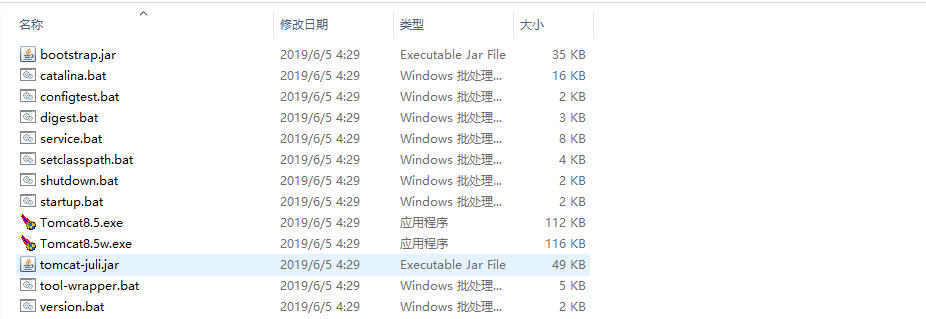 名称 修改日期 类型 大小
bootstrap.jar 2019/6/5 4:29 Executable Jar File 35 KB
catalina.bat 2019/6/5 4:29 Windows 批处理... 16 KB
configtest.bat 2019/6/5 4:29 Windows 批处理... 2 KB
digest.bat 2019/6/5 4:29 Windows 批处理... 3 KB
service.bat 2019/6/5 4:29 Windows 批处理... 8 KB
setclasspath.bat 2019/6/5 4:29 Windows 批处理... 4 KB
shutdown.bat 2019/6/5 4:29 Windows 批处理... 2 KB
startup.bat 2019/6/5 4:29 Windows 批处理... 2 KB
Tomcat8.5.exe 2019/6/5 4:29 应用程序 112 KB
Tomcat8.5w.exe 2019/6/5 4:29 应用程序 116 KB
tomcat-juli.jar 2019/6/5 4:29 Executable Jar File 49 KB
tool-wrapper.bat 2019/6/5 4:29 Windows 批处理... 5 KB
version.bat 2019/6/5 4:29 Windows 批处理... 2 KB